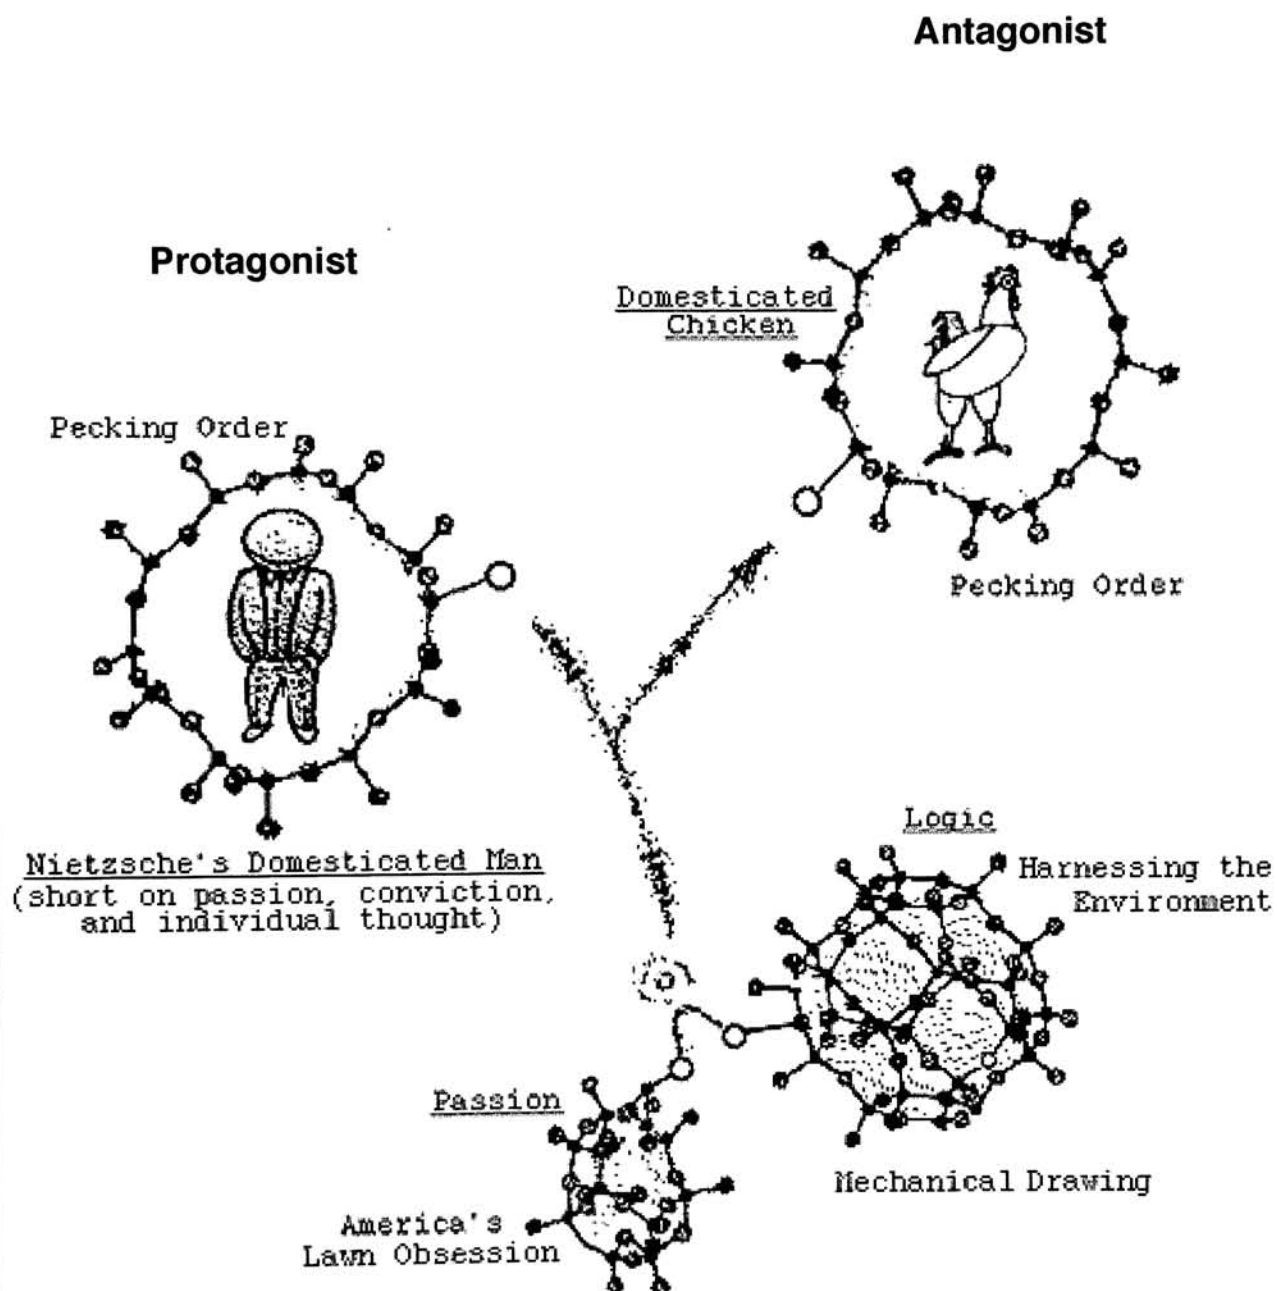 Antagonist
Protagonist
Domesticated
Chicken
Pecking Order
Pecking Order
Nietzsche's Domesticated Man
(short on passion, conviction,
and individual thought)
Logic
Harnessing the
Environment
Passion
Mechanical Drawing
America's
Lawn Obsession